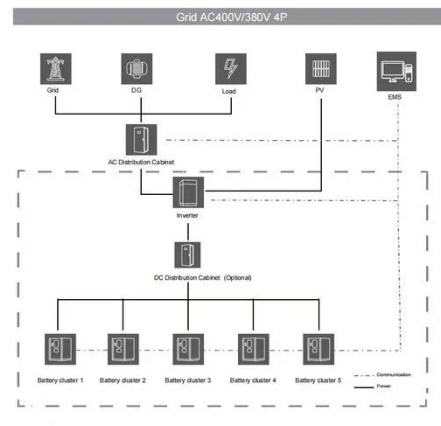 Grid AC400V/380V 4P
Grid
DG
Load
PV
EMS
AC Distribution Cabinet
Inverter
DC Distribution Cabinet (Optional)
Battery cluster 1
Battery cluster 2
Battery cluster 3
Battery cluster 4
Battery cluster 5
Communication
Power